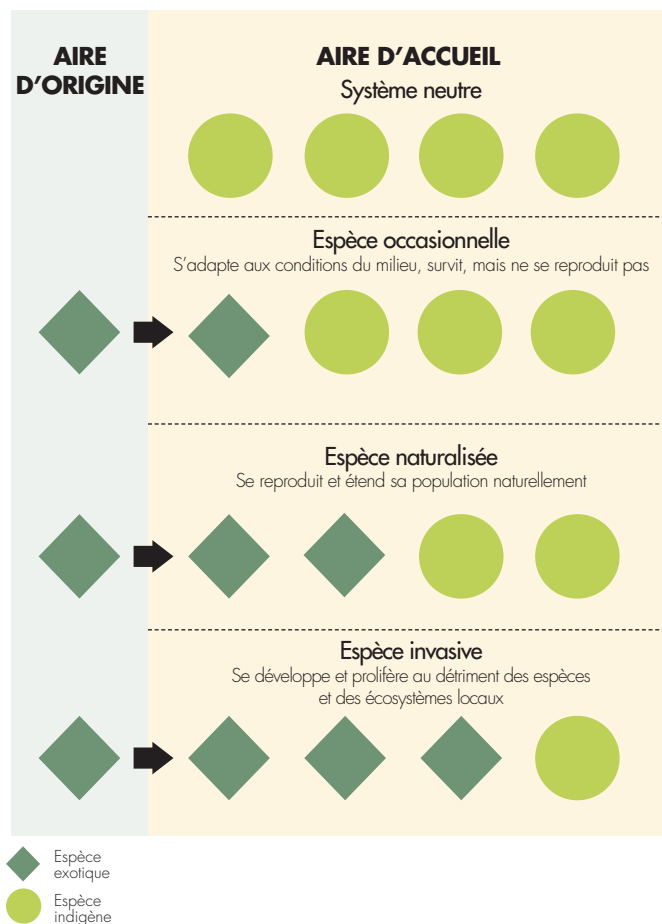 AIRE
D'ORIGINE
AIRE D'ACCUEIL
Système neutre
Espèce occasionnelle
S'adapte aux conditions du milieu, survit, mais ne se reproduit pas
Espèce naturalisée
Se reproduit et étend sa population naturellement
Espèce invasive
Se développe et prolifère au détriment des espèces
et des écosystèmes locaux
Espèce
exotique
Espèce
indigène